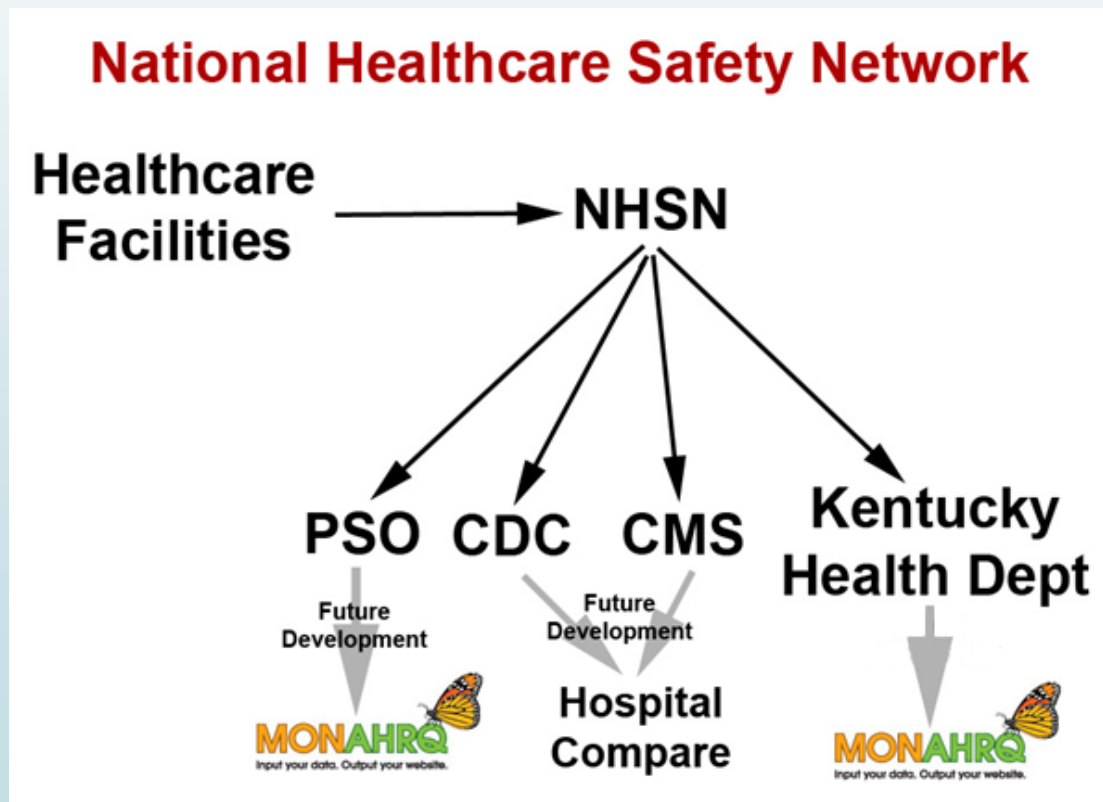 National Healthcare Safety Network
Healthcare
Facilities
NHSN
PSO
CDC
CMS
Kentucky
Health Dept
Future
Development
Future
Development
MONAHRQ
Input your data. Output your website.
Hospital
Compare
MONAHRQ
Input your data. Output your website.